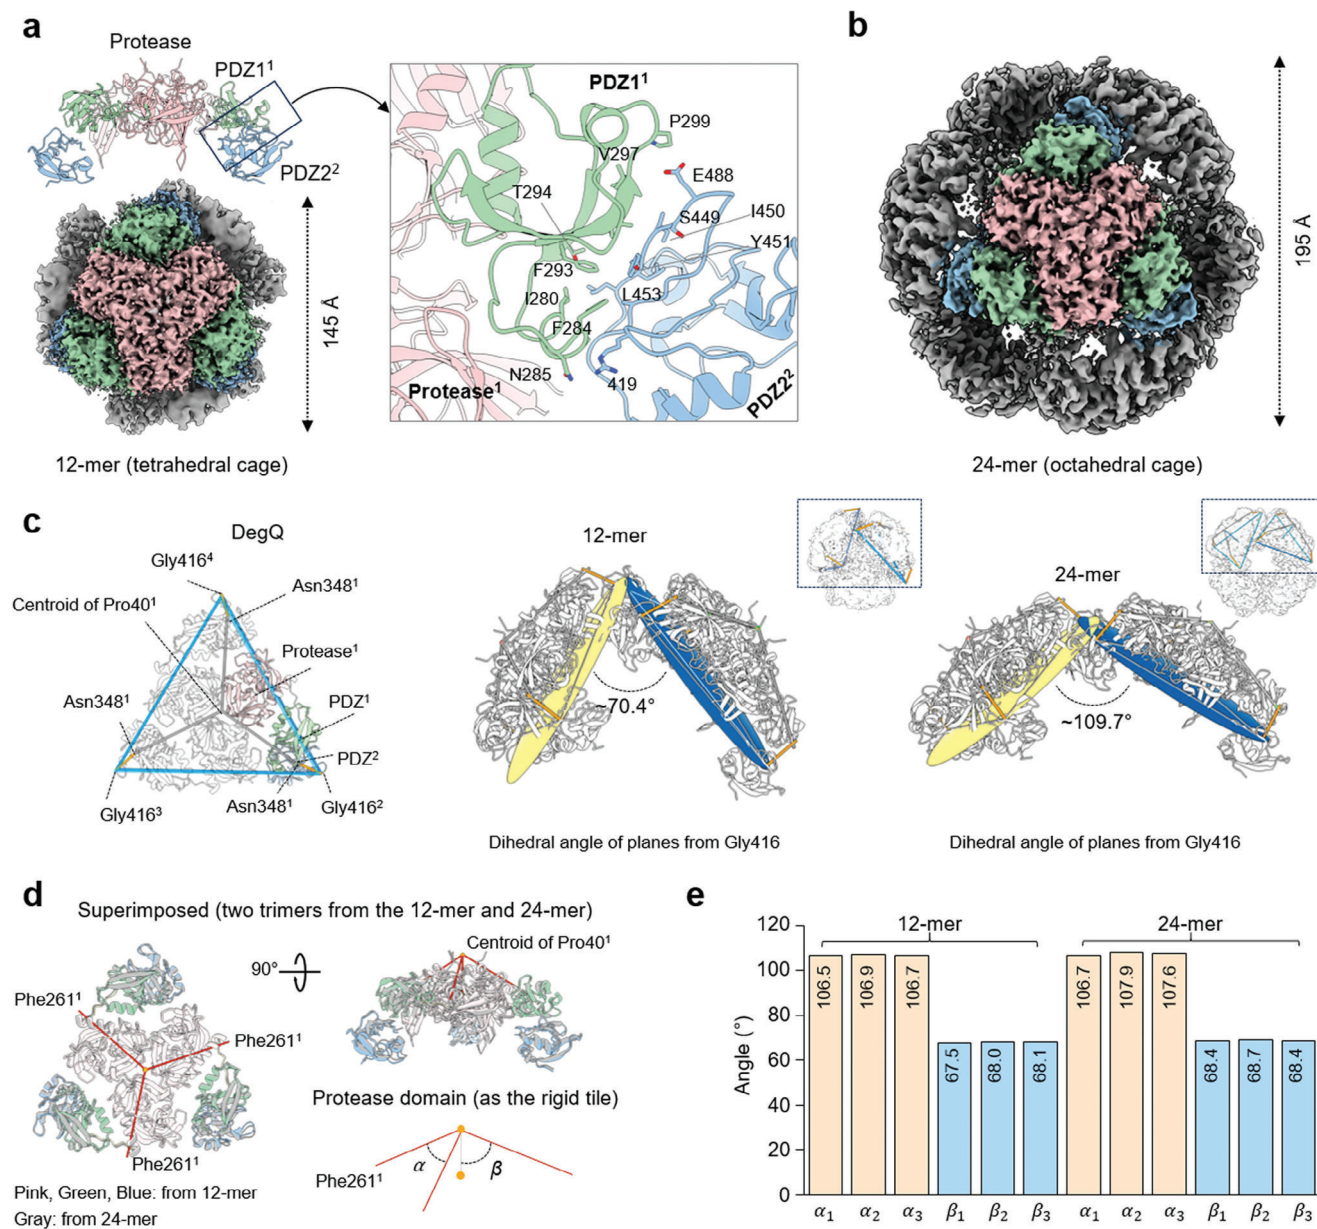 a
Protease
PDZ1¹
PDZ2²
145 Å
12-mer (tetrahedral cage)
PDZ1¹
P299
V297
E488
T294
S449
I450
Y451
F293
I280
L453
F284
N285
419
Protease¹
PDZ2²
b
195 Å
24-mer (octahedral cage)
c
DegQ
Gly416⁴
Asn348¹
Centroid of Pro40¹
Protease¹
Asn348¹
PDZ¹
PDZ²
Gly416³
Asn348¹
Gly416²
12-mer
~70.4°
Dihedral angle of planes from Gly416
24-mer
~109.7°
Dihedral angle of planes from Gly416
d
Superimposed (two trimers from the 12-mer and 24-mer)
90°
Centroid of Pro40¹
Phe261¹
Phe261¹
Phe261¹
Protease domain (as the rigid tile)
Phe261¹
α
β
Pink, Green, Blue: from 12-mer
Gray: from 24-mer
e
12-mer
24-mer
Angle (°)
120
100
80
60
40
20
0
106.5
106.9
106.7
67.5
68.0
68.1
106.7
107.9
107.6
68.4
68.7
68.4
α₁ α₂ α₃ β₁ β₂ β₃ α₁ α₂ α₃ β₁ β₂ β₃